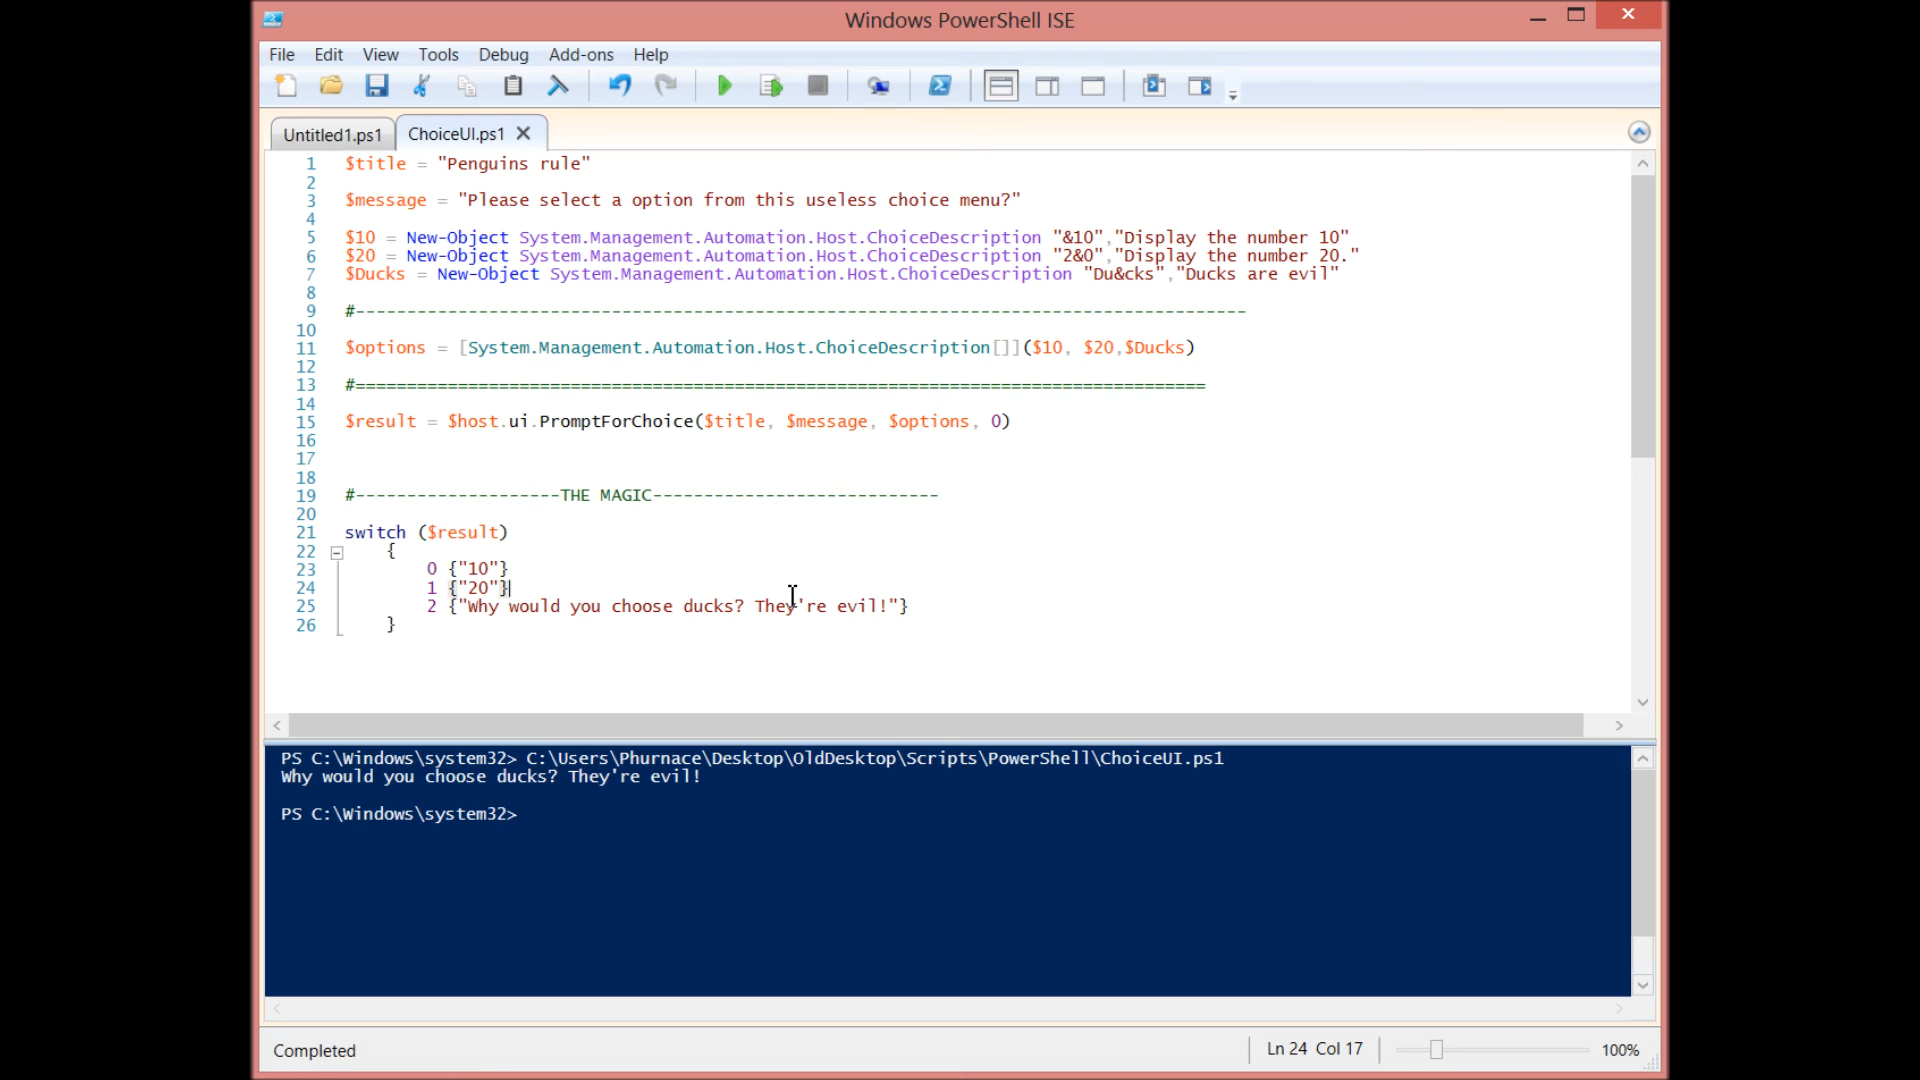 Windows PowerShell ISE
File Edit View Tools Debug Add-ons Help
Untitled1.ps1 ChoiceUI.ps1
1 $title = "Penguins rule"
2
3 $message = "Please select a option from this useless choice menu?"
4
5 $10 = New-Object System.Management.Automation.Host.ChoiceDescription "&10","Display the number 10"
6 $20 = New-Object System.Management.Automation.Host.ChoiceDescription "2&0","Display the number 20."
7 $Ducks = New-Object System.Management.Automation.Host.ChoiceDescription "Du&cks","Ducks are evil"
8
9 #---------------------------------------------------------------------------------------
10
11 $options = [System.Management.Automation.Host.ChoiceDescription[]]($10, $20,$Ducks)
12
13 #===================================================================================
14
15 $result = $host.ui.PromptForChoice($title, $message, $options, 0)
16
17
18
19 #--------------------THE MAGIC----------------------------
20
21 switch ($result)
22 {
23 0 {"10"}
24 1 {"20"}
25 2 {"Why would you choose ducks? They're evil!"}
26 }
PS C:\Windows\system32> C:\Users\Phurnace\Desktop\OldDesktop\Scripts\PowerShell\ChoiceUI.ps1
Why would you choose ducks? They're evil!
PS C:\Windows\system32>
Completed Ln 24 Col 17 100%